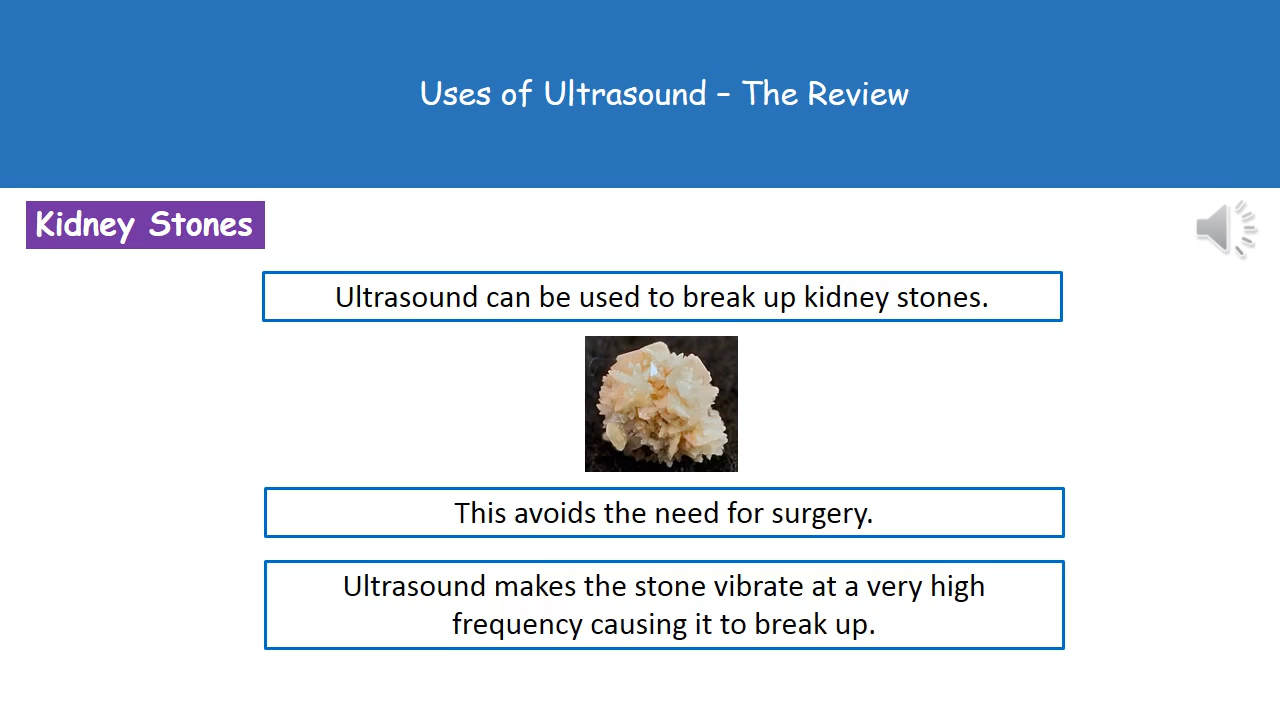 Uses of Ultrasound – The Review
Kidney Stones
Ultrasound can be used to break up kidney stones.
This avoids the need for surgery.
Ultrasound makes the stone vibrate at a very high
frequency causing it to break up.